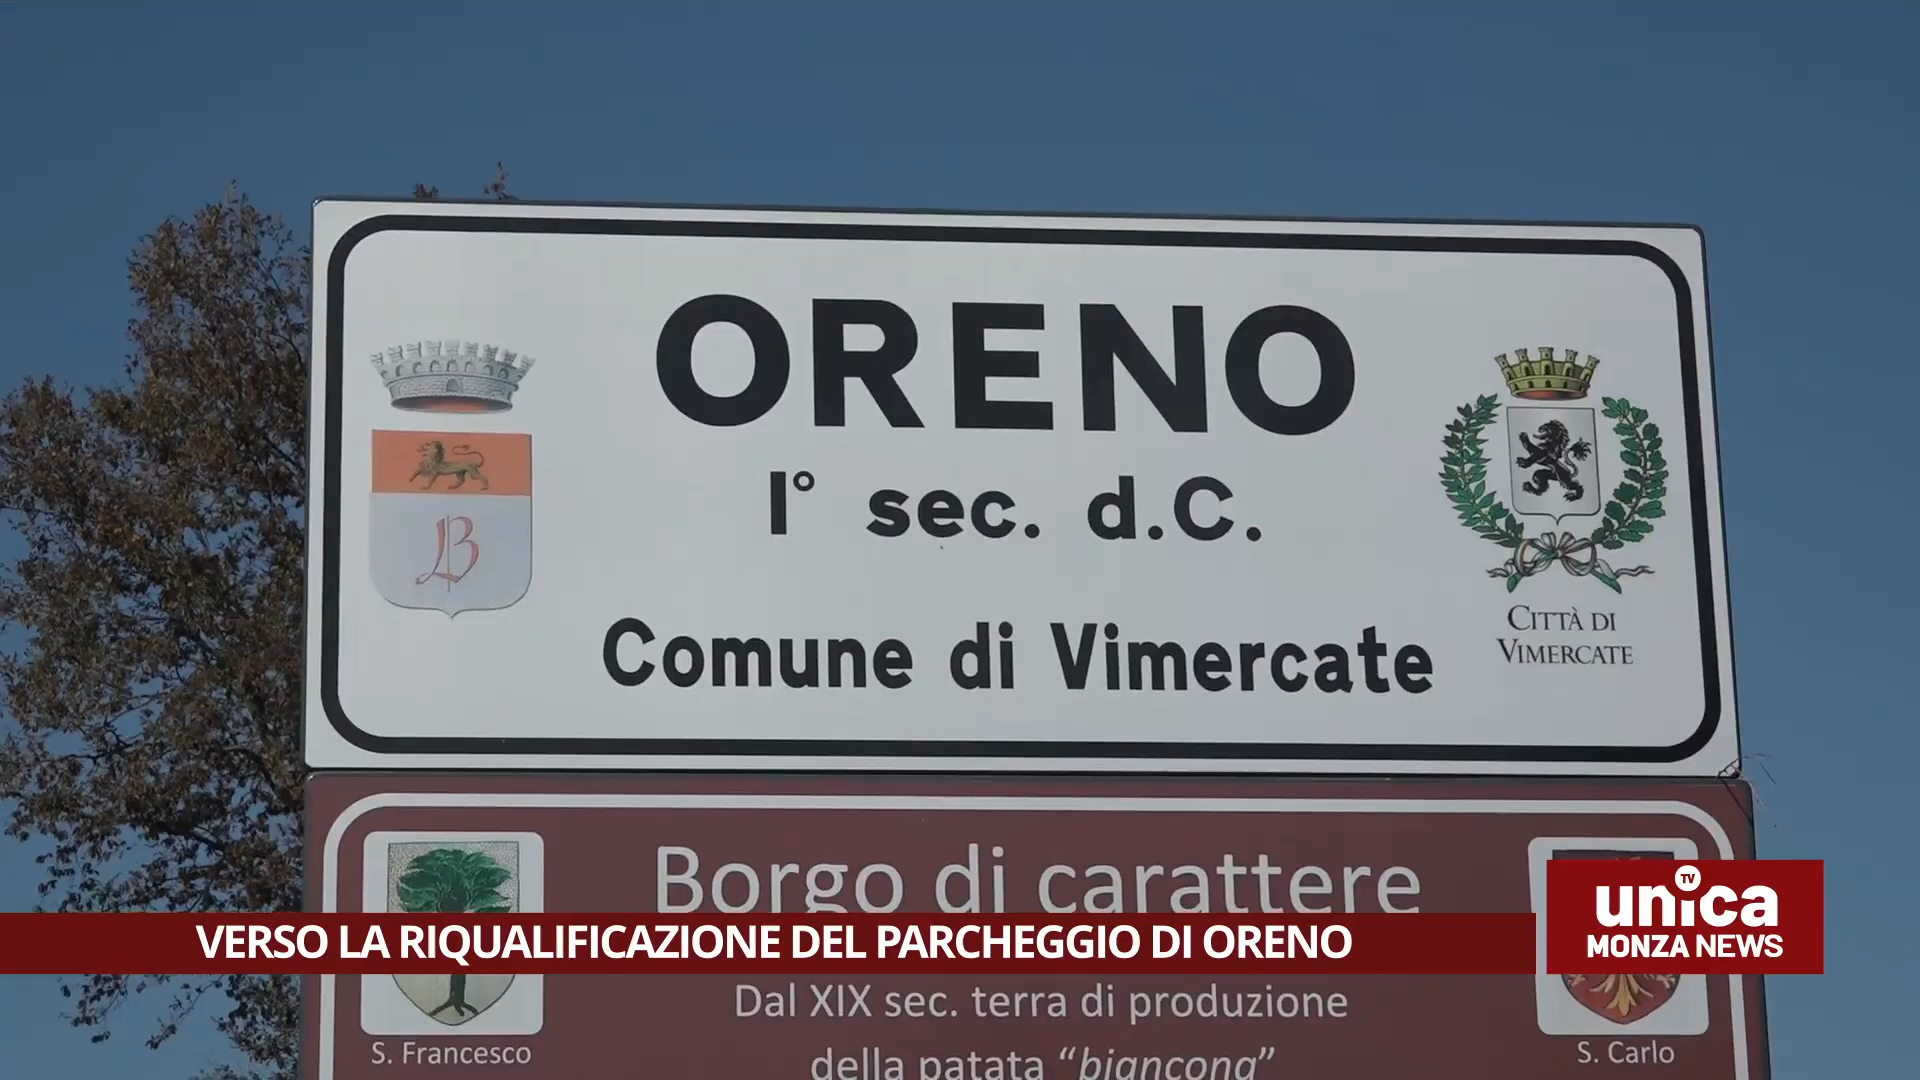 ORENO
I° sec. d.C.
Comune di Vimercate
CITTÀ DI
VIMERCATE
B
Borgo di carattere
TV
unica
MONZA NEWS
VERSO LA RIQUALIFICAZIONE DEL PARCHEGGIO DI ORENO
Dal XIX sec. terra di produzione
della patata “biancona”
S. Francesco
S. Carlo